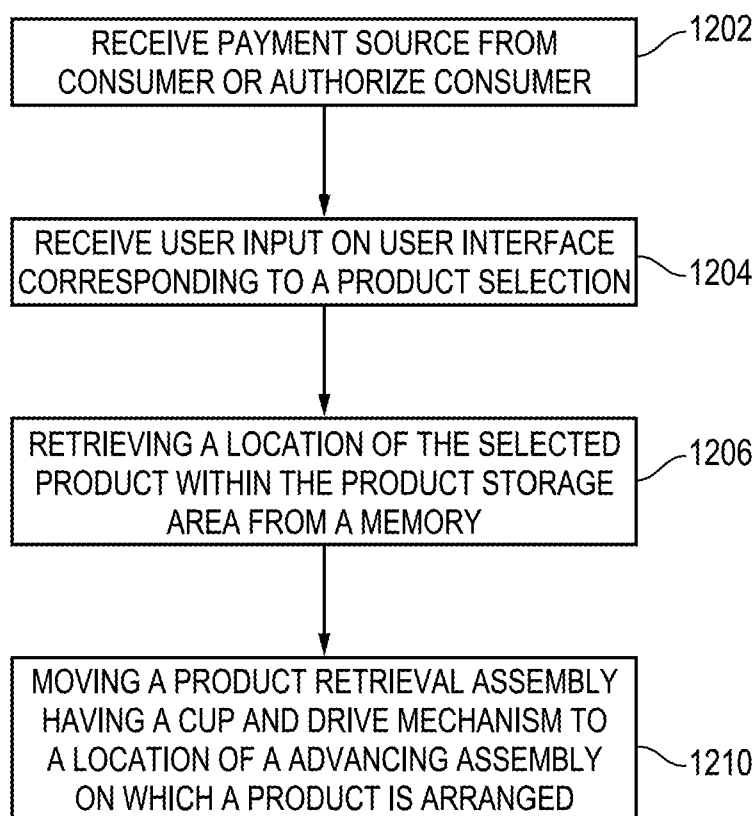 RECEIVE PAYMENT SOURCE FROM
CONSUMER OR AUTHORIZE CONSUMER
1202
RECEIVE USER INPUT ON USER INTERFACE
CORRESPONDING TO A PRODUCT SELECTION
1204
RETRIEVING A LOCATION OF THE SELECTED
PRODUCT WITHIN THE PRODUCT STORAGE
AREA FROM A MEMORY
1206
MOVING A PRODUCT RETRIEVAL ASSEMBLY
HAVING A CUP AND DRIVE MECHANISM TO
A LOCATION OF A ADVANCING ASSEMBLY
ON WHICH A PRODUCT IS ARRANGED
1210